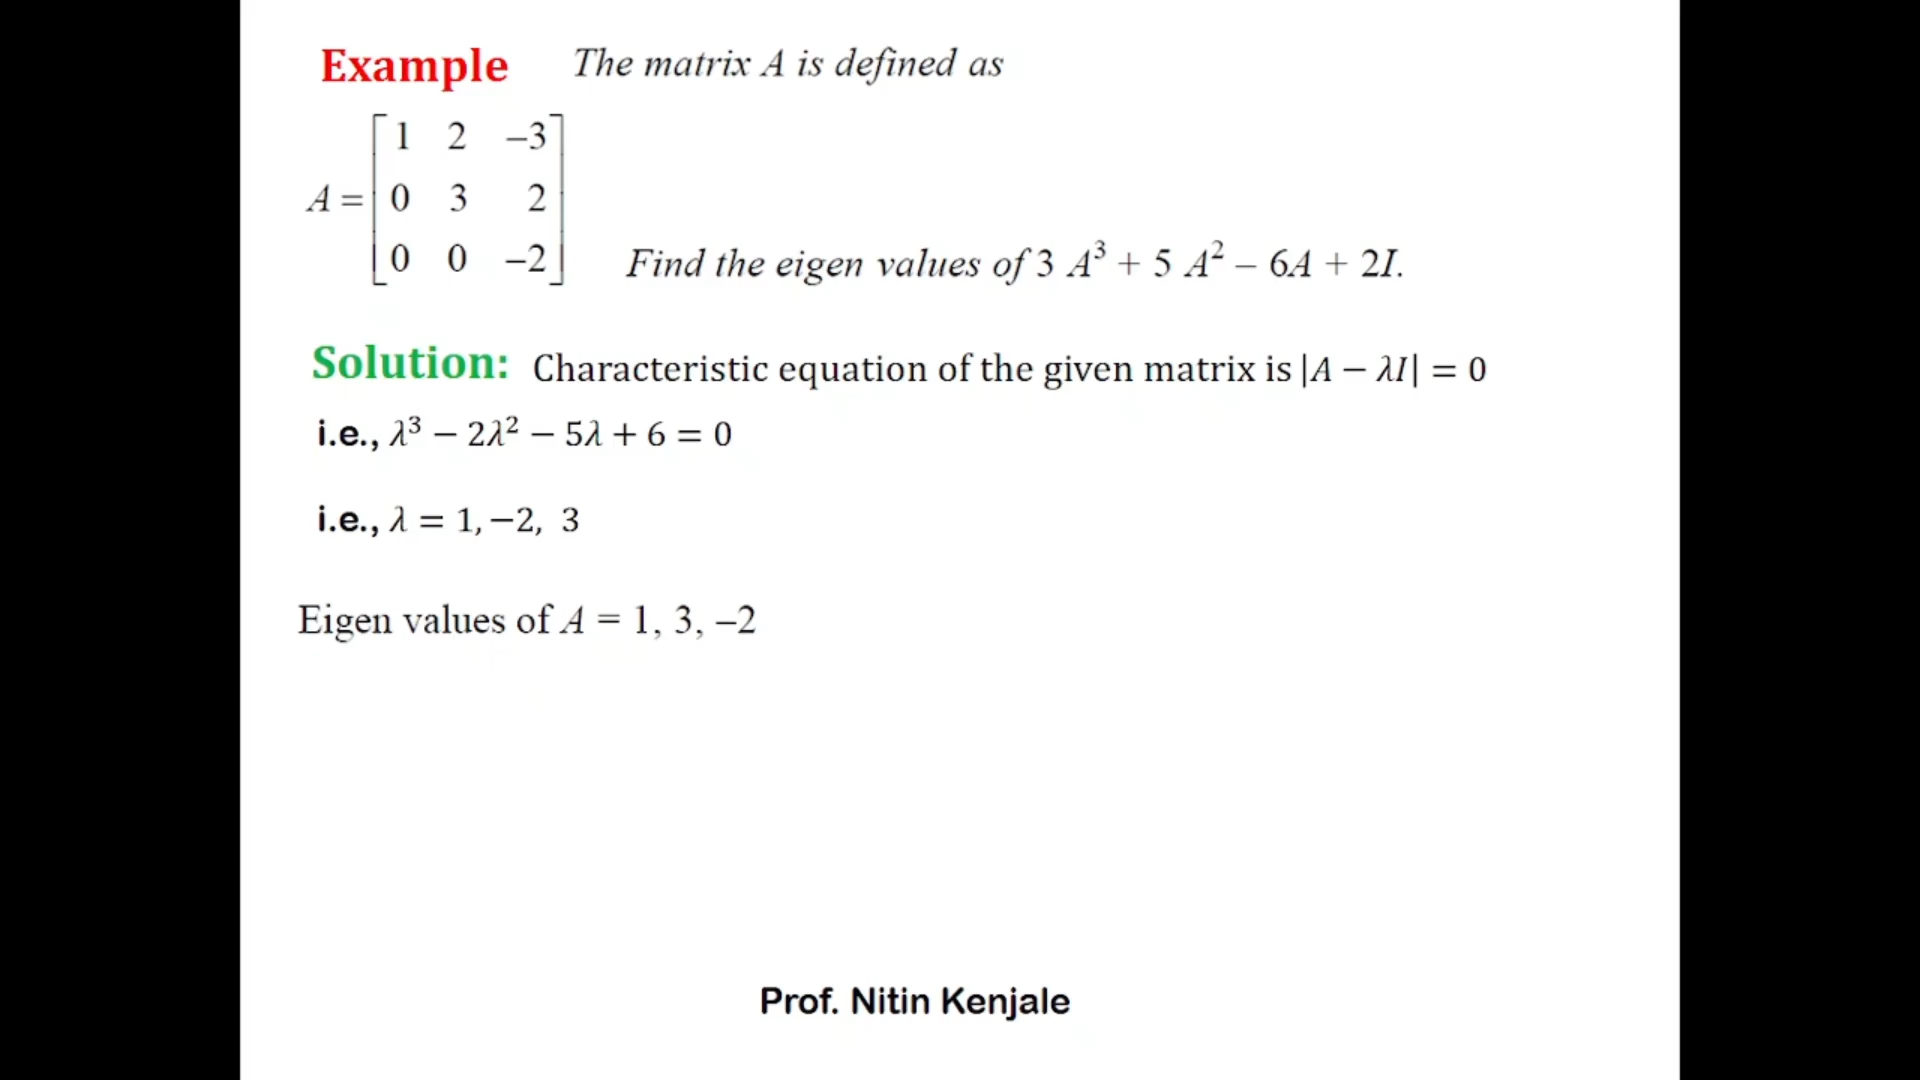 Example The matrix A is defined as
A = [1 2 –3
0 3 2
0 0 –2]
Find the eigen values of 3 A³ + 5 A² – 6A + 2I.
Solution: Characteristic equation of the given matrix is |A − λI| = 0
i.e., λ³ − 2λ² − 5λ + 6 = 0
i.e., λ = 1, −2, 3
Eigen values of A = 1, 3, –2
Prof. Nitin Kenjale